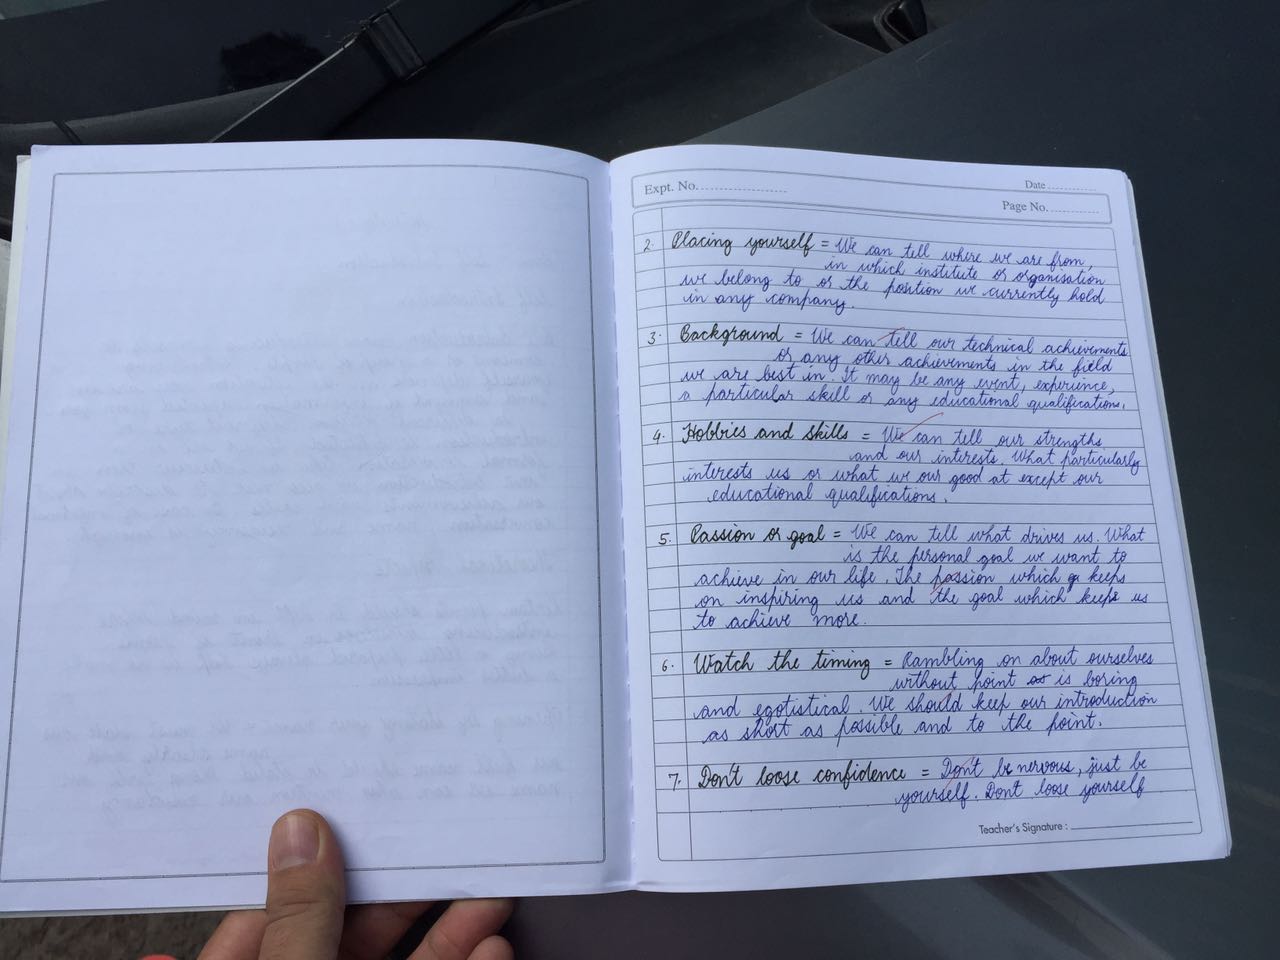 Expt. No.
Date
Page No.
2. Placing yourself = We can tell where we are from,
in which institute or organisation
we belong to or the position we currently hold
in any company.
3. Background = We can tell our technical achievements
or any other achievements in the field
we are best in. It may be any event, experience,
a particular skill or any educational qualifications.
4. Hobbies and skills = We can tell our strengths
and our interests. What particularly
interests us or what we our good at except our
educational qualifications.
5. Passion or goal = We can tell what drives us. What
is the personal goal we want to
achieve in our life. The passion which keeps
on inspiring us and the goal which keeps us
to achieve more.
6. Watch the timing = Rambling on about ourselves
without point is boring
and egotistical. We should keep our introduction
as short as possible and to the point.
7. Don't loose confidence = Don't be nervous, just be
yourself. Dont loose yourself
Teacher's Signature :